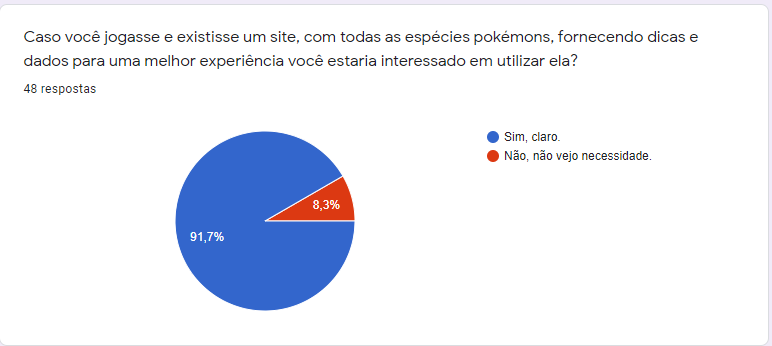 Caso você jogasse e existisse um site, com todas as espécies pokémons, fornecendo dicas e
dados para uma melhor experiência você estaria interessado em utilizar ela?
48 respostas
Sim, claro.
Não, não vejo necessidade.
8,3%
91,7%